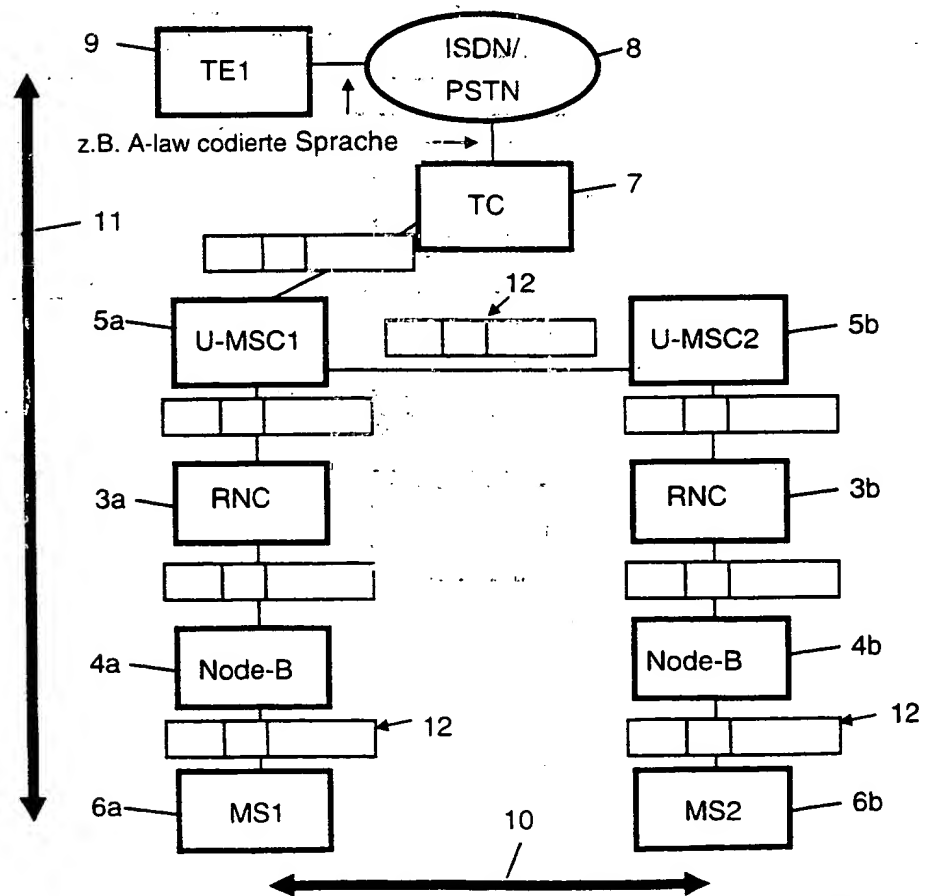 9
TE1
ISDN/
PSTN
8
z.B. A-law codierte Sprache
TC
7
11
12
5a
U-MSC1
U-MSC2
5b
3a
RNC
RNC
3b
4a
Node-B
Node-B
4b
12
12
6a
MS1
MS2
6b
10